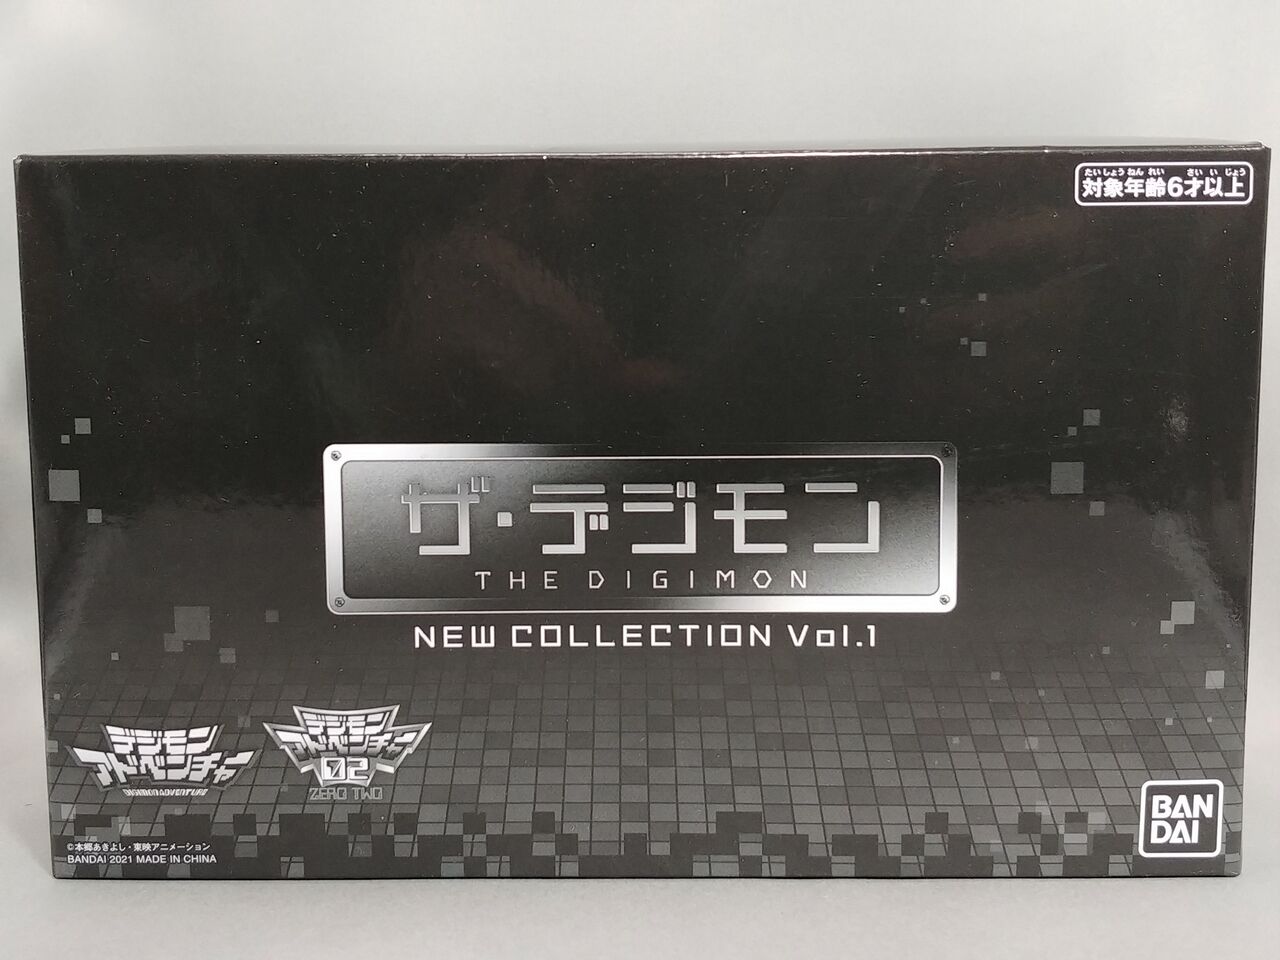 たいしょうねんれい さいいじょう
対象年齢6才以上
ザ・デジモン
THE DIGIMON
NEW COLLECTION Vol.1
デジモン
アドベンチャー
DIGIMON ADVENTURE
デジモン
アドベンチャー
02
ZERO TWO
BAN
DAI
©本郷あきよし・東映アニメーション
BANDAI 2021 MADE IN CHINA